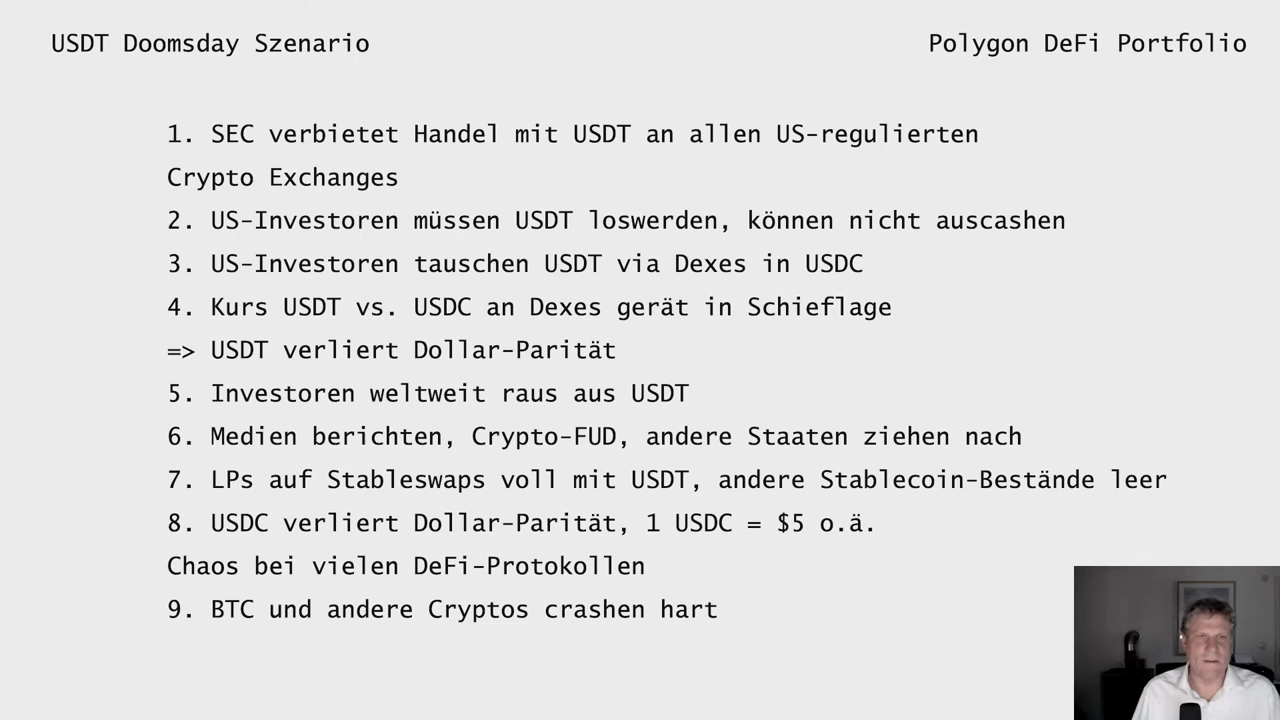 USDT Doomsday Szenario
Polygon DeFi Portfolio
1. SEC verbietet Handel mit USDT an allen US-regulierten
Crypto Exchanges
2. US-Investoren müssen USDT loswerden, können nicht auscashen
3. US-Investoren tauschen USDT via Dexes in USDC
4. Kurs USDT vs. USDC an Dexes gerät in Schieflage
=> USDT verliert Dollar-Parität
5. Investoren weltweit raus aus USDT
6. Medien berichten, Crypto-FUD, andere Staaten ziehen nach
7. LPs auf Stableswaps voll mit USDT, andere Stablecoin-Bestände leer
8. USDC verliert Dollar-Parität, 1 USDC = $5 o.ä.
Chaos bei vielen DeFi-Protokollen
9. BTC und andere Cryptos crashen hart